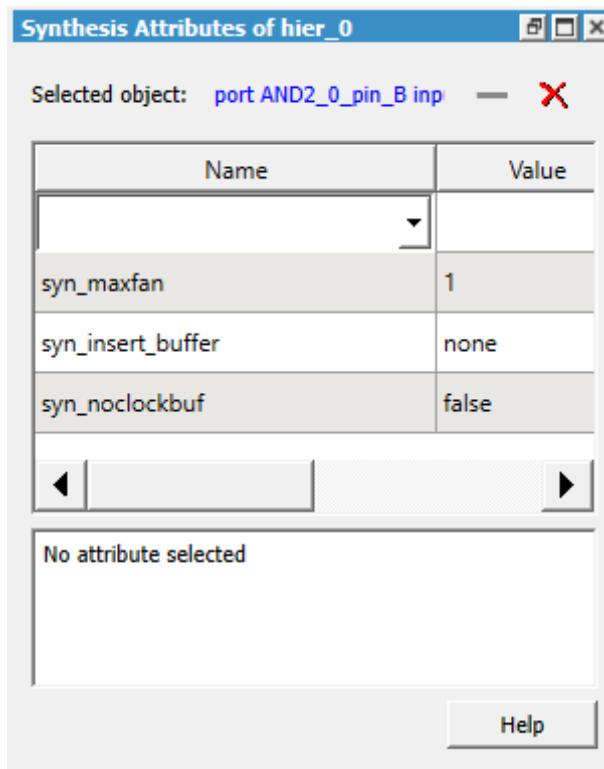 Synthesis Attributes of hier_0
Selected object: port AND2_0_pin_B inp
Name Value
syn_maxfan 1
syn_insert_buffer none
syn_noclockbuf false
No attribute selected
Help